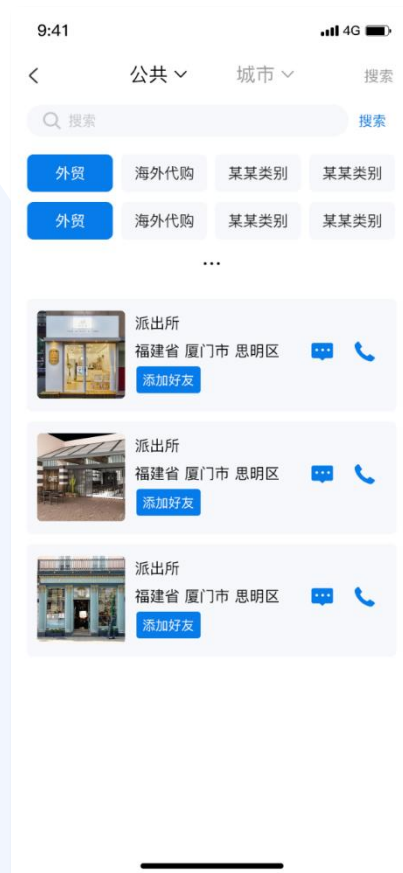 9:41 4G
公共 城市 搜索
搜索 搜索
外贸 海外代购 某某类别 某某类别
外贸 海外代购 某某类别 某某类别
...
派出所
福建省 厦门市 思明区
添加好友
派出所
福建省 厦门市 思明区
添加好友
派出所
福建省 厦门市 思明区
添加好友